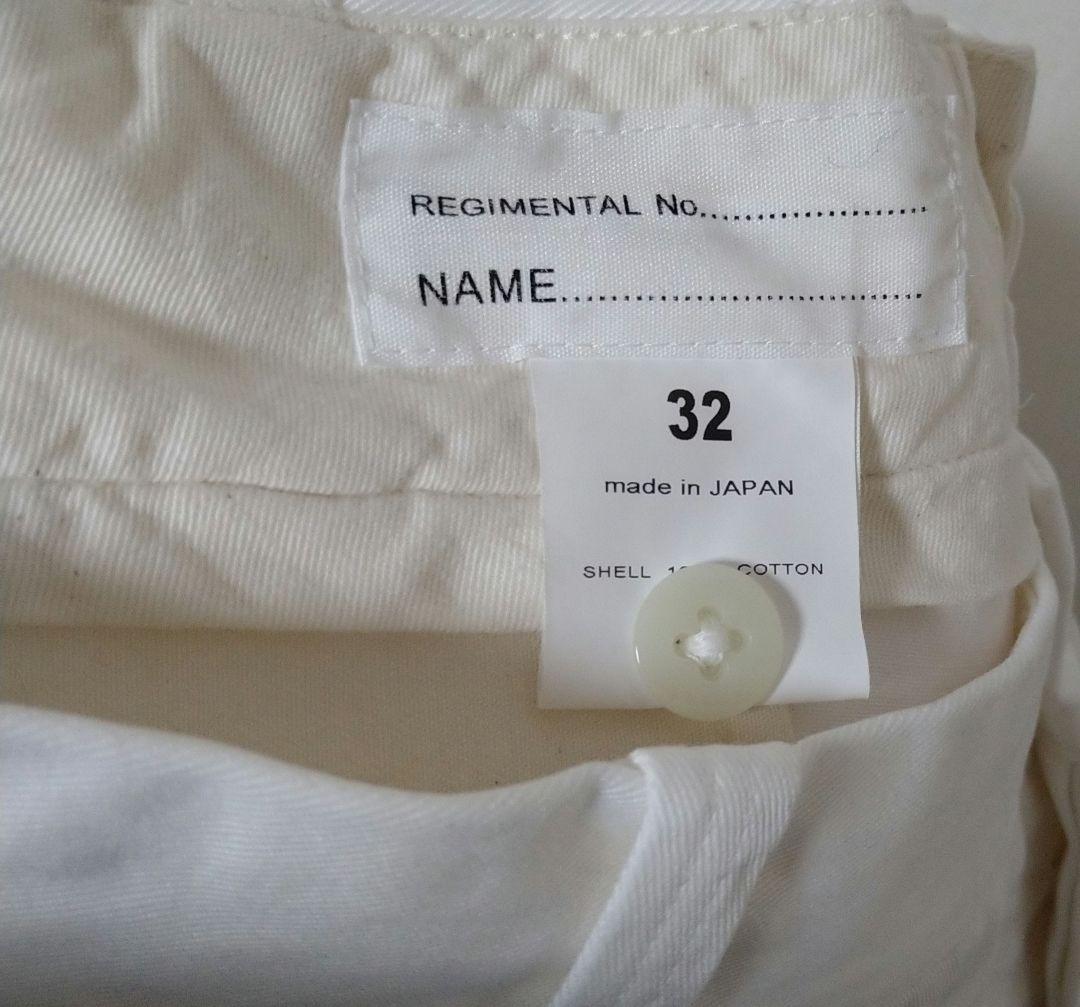 REGIMENTAL No......................
NAME....................................
32
made in JAPAN
SHELL COTTON